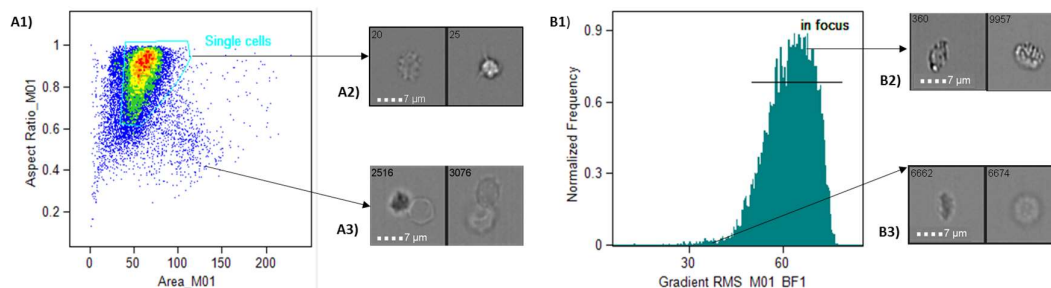 A1)
Single cells
Aspect Ratio_M01
1
0.8
0.6
0.4
0.2
0 50 100 150 200
Area_M01
20 25
7 µm
A2)
2516 3076
7 µm
A3)
B1)
in focus
Normalized Frequency
0.9
0.6
0.3
0
30 60
Gradient RMS_M01_BF1
360 9957
7 µm
B2)
6662 6674
7 µm
B3)